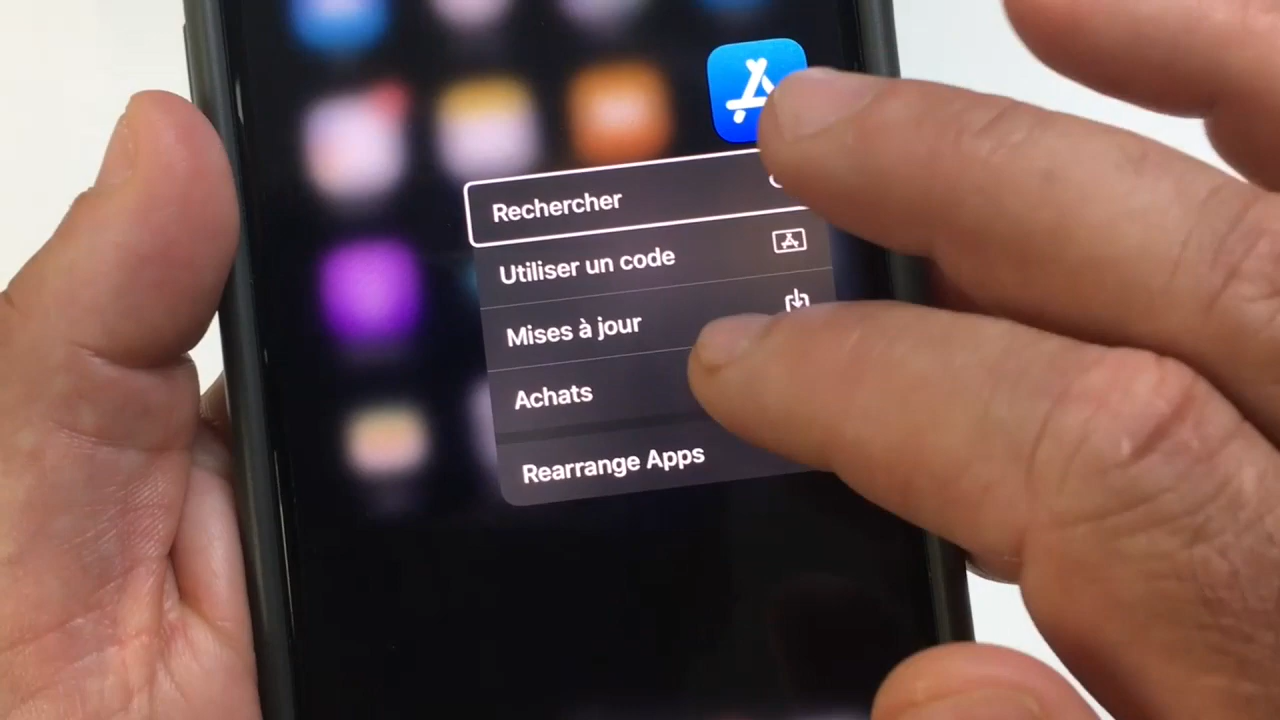 Rechercher
Utiliser un code
Mises à jour
Achats
Rearrange Apps